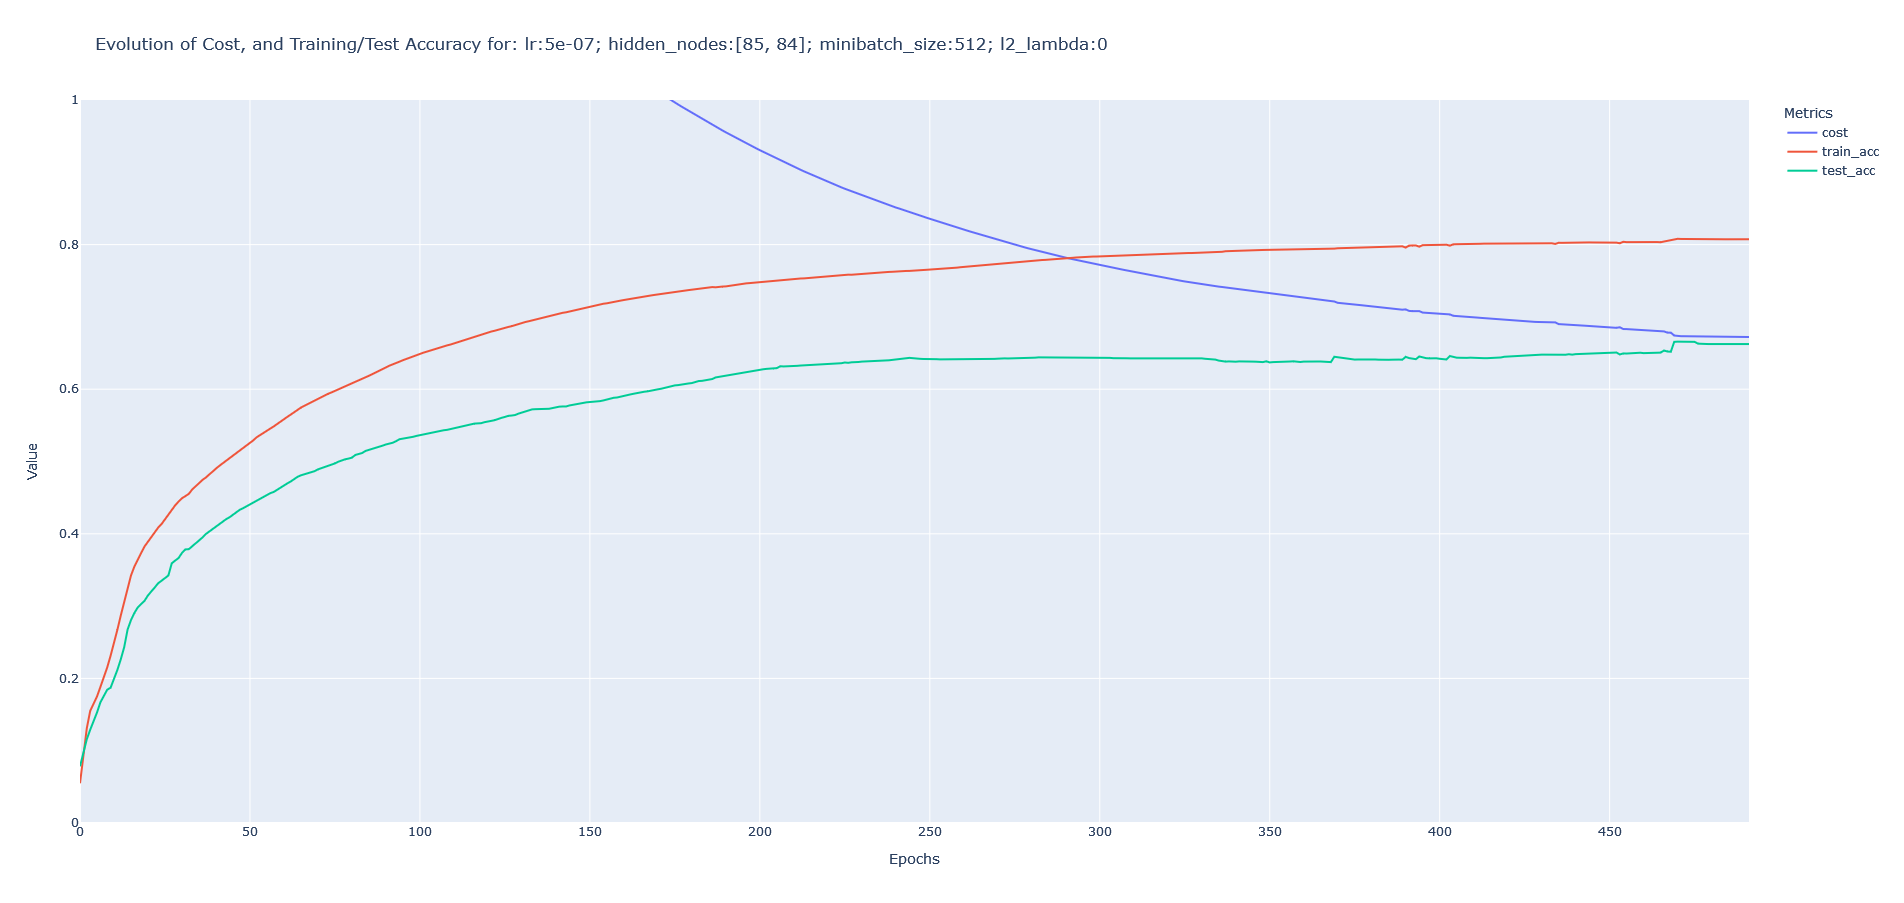 Evolution of Cost, and Training/Test Accuracy for: lr:5e-07; hidden_nodes:[85, 84]; minibatch_size:512; l2_lambda:0
Metrics
cost
train_acc
test_acc
Value
1
0.8
0.6
0.4
0.2
0
0 50 100 150 200 250 300 350 400 450
Epochs